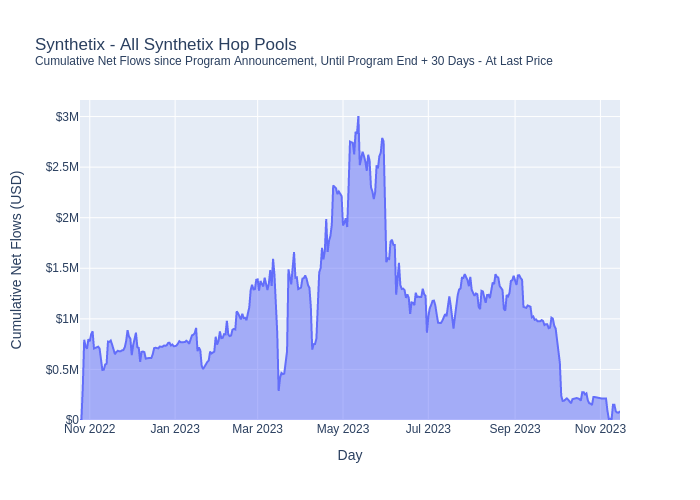 Synthetix - All Synthetix Hop Pools
Cumulative Net Flows since Program Announcement, Until Program End + 30 Days - At Last Price
$3M
$2.5M
$2M
$1.5M
$1M
$0.5M
$0
Cumulative Net Flows (USD)
Nov 2022
Jan 2023
Mar 2023
May 2023
Jul 2023
Sep 2023
Nov 2023
Day